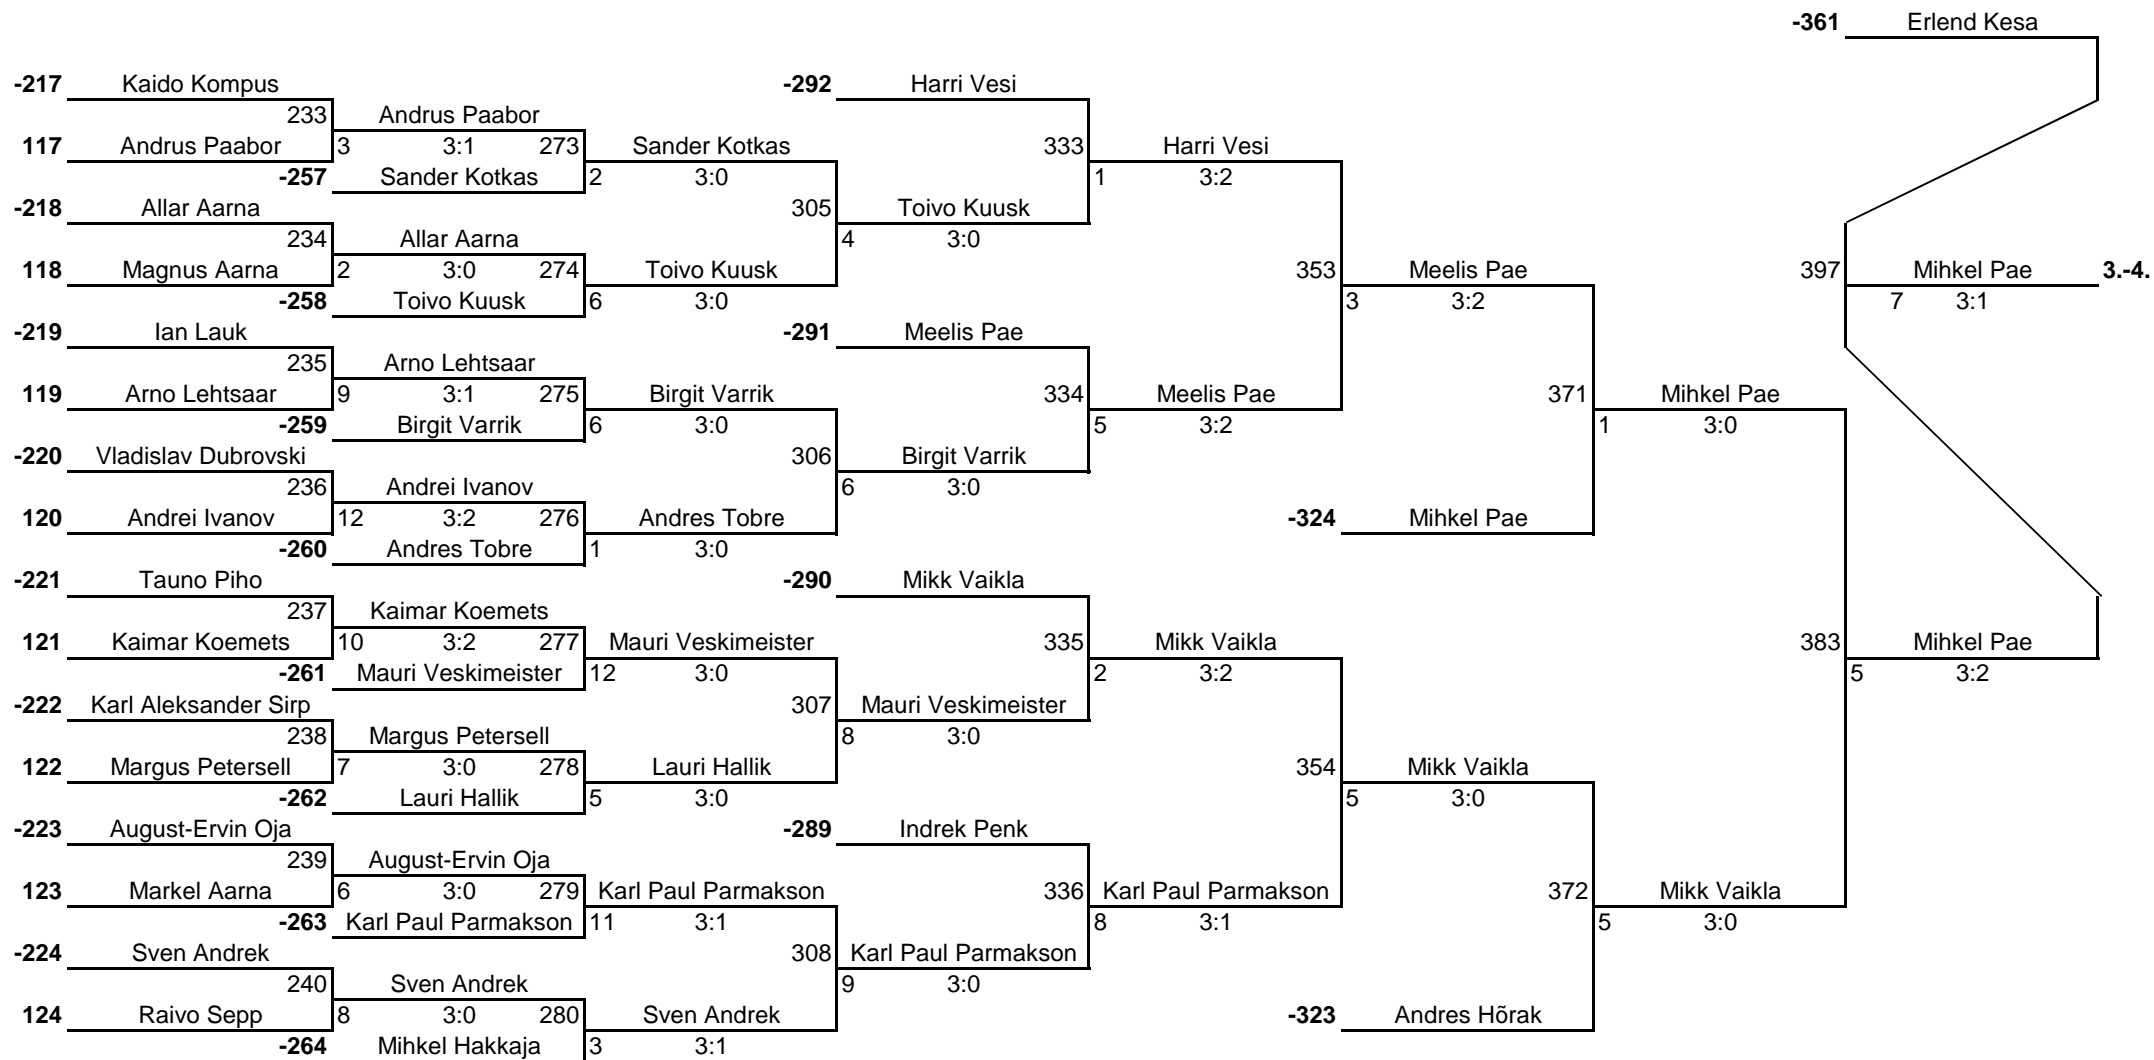 -361 Erlend Kesa
-217 Kaido Kompus -292 Harri Vesi
233 Andrus Paabor
117 Andrus Paabor 3 3:1 273 Sander Kotkas 333 Harri Vesi
-257 Sander Kotkas 2 3:0 1 3:2
-218 Allar Aarna 305 Toivo Kuusk
234 Allar Aarna 4 3:0
118 Magnus Aarna 2 3:0 274 Toivo Kuusk 353 Meelis Pae 397 Mihkel Pae 3.-4.
-258 Toivo Kuusk 6 3:0 3 3:2 7 3:1
-219 Ian Lauk -291 Meelis Pae
235 Arno Lehtsaar
119 Arno Lehtsaar 9 3:1 275 Birgit Varrik 334 Meelis Pae 371 Mihkel Pae
-259 Birgit Varrik 6 3:0 5 3:2 1 3:0
-220 Vladislav Dubrovski 306 Birgit Varrik
236 Andrei Ivanov 6 3:0
120 Andrei Ivanov 12 3:2 276 Andres Tobre -324 Mihkel Pae
-260 Andres Tobre 1 3:0
-221 Tauno Piho -290 Mikk Vaikla
237 Kaimar Koemets
121 Kaimar Koemets 10 3:2 277 Mauri Veskimeister 335 Mikk Vaikla 383 Mihkel Pae
-261 Mauri Veskimeister 12 3:0 2 3:2 5 3:2
-222 Karl Aleksander Sirp 307 Mauri Veskimeister
238 Margus Petersell 8 3:0
122 Margus Petersell 7 3:0 278 Lauri Hallik 354 Mikk Vaikla
-262 Lauri Hallik 5 3:0 5 3:0
-223 August-Ervin Oja -289 Indrek Penk
239 August-Ervin Oja
123 Markel Aarna 6 3:0 279 Karl Paul Parmakson 336 Karl Paul Parmakson 372 Mikk Vaikla
-263 Karl Paul Parmakson 11 3:1 8 3:1 5 3:0
-224 Sven Andrek 308 Karl Paul Parmakson
240 Sven Andrek 9 3:0
124 Raivo Sepp 8 3:0 280 Sven Andrek -323 Andres Hõrak
-264 Mihkel Hakkaja 3 3:1